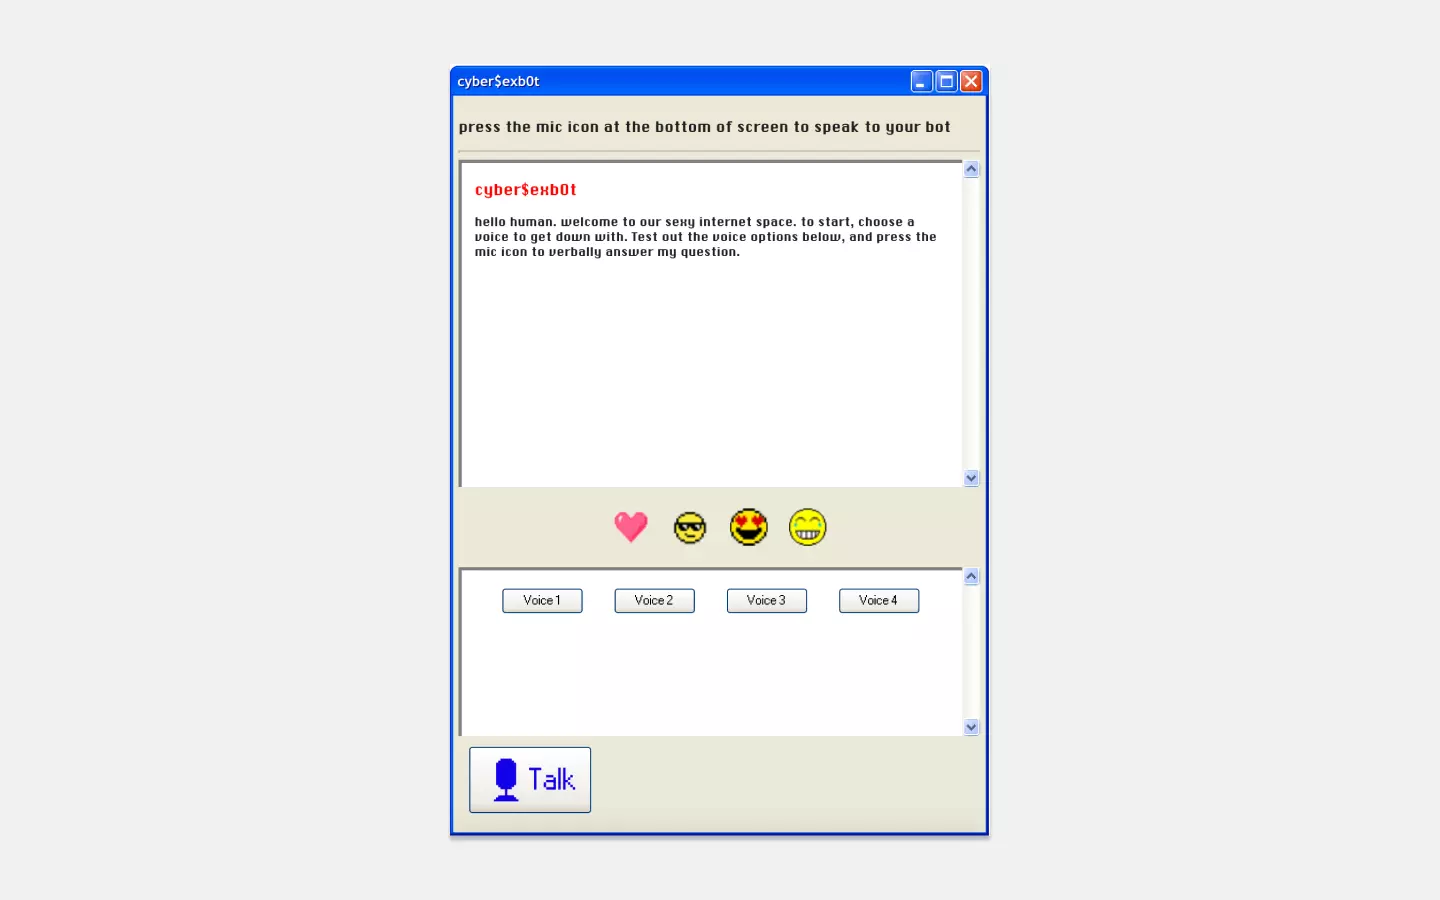 cyber$exb0t
press the mic icon at the bottom of screen to speak to your bot
cyber$exb0t
hello human. welcome to our sexy internet space. to start, choose a
voice to get down with. Test out the voice options below, and press the
mic icon to verbally answer my question.
Voice 1 Voice 2 Voice 3 Voice 4
Talk